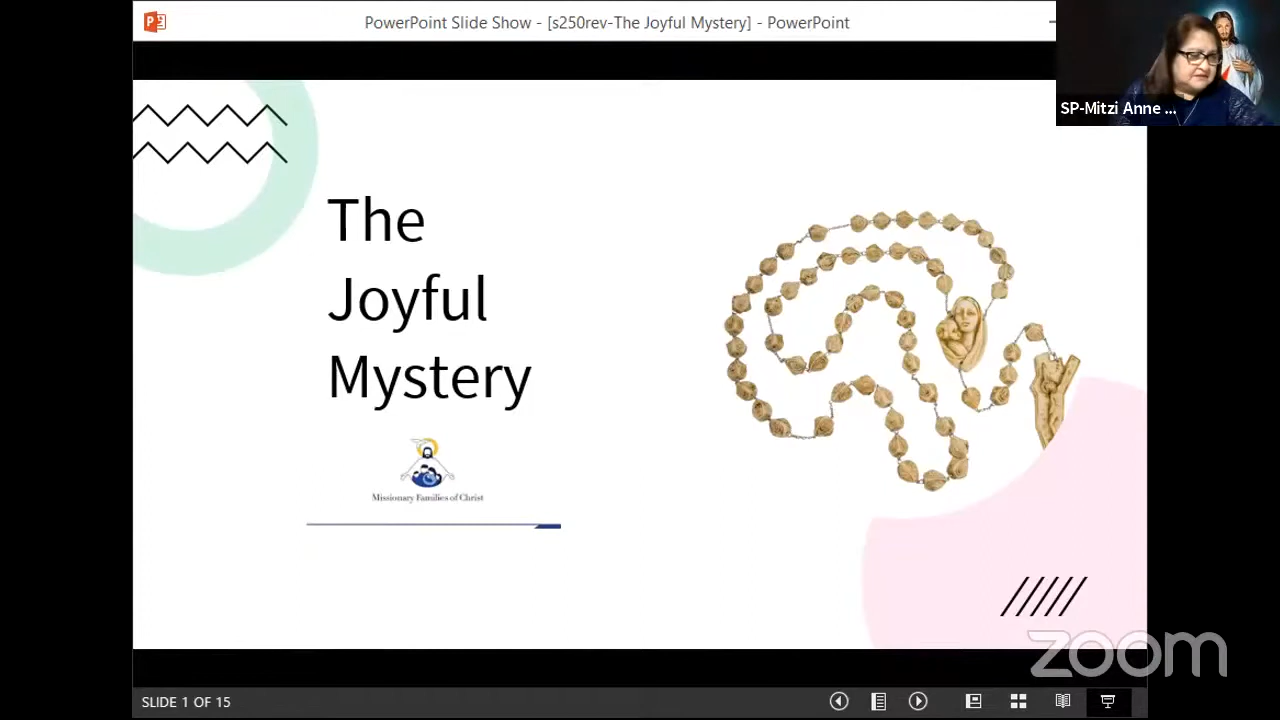 PowerPoint Slide Show - [s250rev-The Joyful Mystery] - PowerPoint
SP-Mitzi Anne ...
The
Joyful
Mystery
Missionary Families of Christ
zoom
SLIDE 1 OF 15